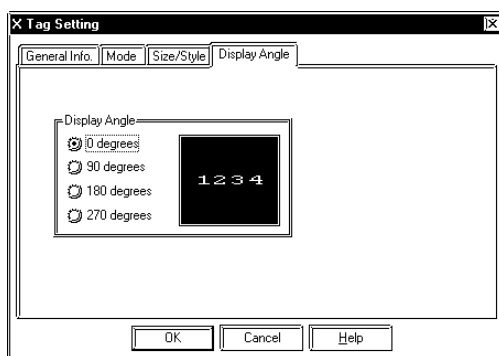 X Tag Setting
General Info. Mode Size/Style Display Angle
Display Angle
0 degrees
90 degrees
180 degrees
270 degrees
1234
OK Cancel Help